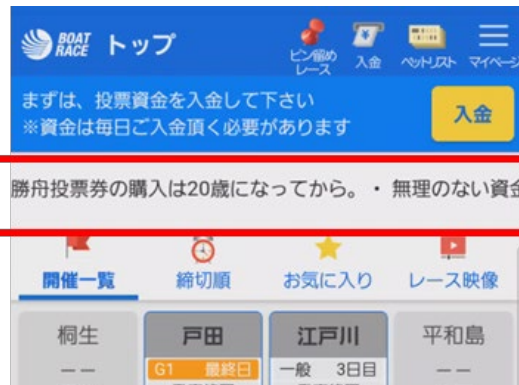 BOAT RACE トップ
ピン留めレース 入金 ベットリスト マイページ
まずは、投票資金を入金して下さい
※資金は毎日ご入金頂く必要があります
入金
勝舟投票券の購入は20歳になってから。・ 無理のない資金
開催一覧 締切順 お気に入り レース映像
桐生 戸田 江戸川 平和島
-- G1 最終日 一般 3日目 --